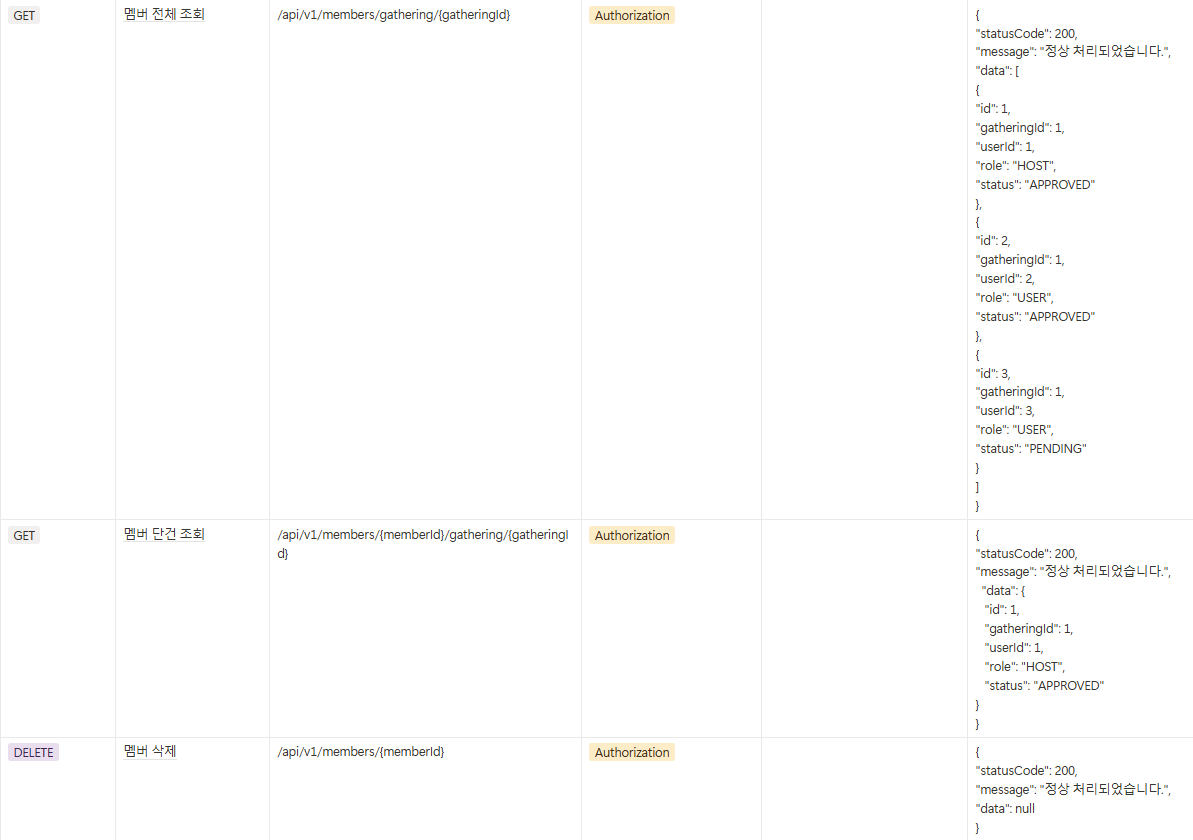 GET
멤버 전체 조회
/api/v1/members/gathering/{gatheringId}
Authorization
{
"statusCode": 200,
"message": "정상 처리되었습니다.",
"data": [
{
"id": 1,
"gatheringId": 1,
"userId": 1,
"role": "HOST",
"status": "APPROVED"
},
{
"id": 2,
"gatheringId": 1,
"userId": 2,
"role": "USER",
"status": "APPROVED"
},
{
"id": 3,
"gatheringId": 1,
"userId": 3,
"role": "USER",
"status": "PENDING"
}
]
}
GET
멤버 단건 조회
/api/v1/members/{memberId}/gathering/{gatheringI
d}
Authorization
{
"statusCode": 200,
"message": "정상 처리되었습니다.",
"data": {
"id": 1,
"gatheringId": 1,
"userId": 1,
"role": "HOST",
"status": "APPROVED"
}
}
DELETE
멤버 삭제
/api/v1/members/{memberId}
Authorization
{
"statusCode": 200,
"message": "정상 처리되었습니다.",
"data": null
}